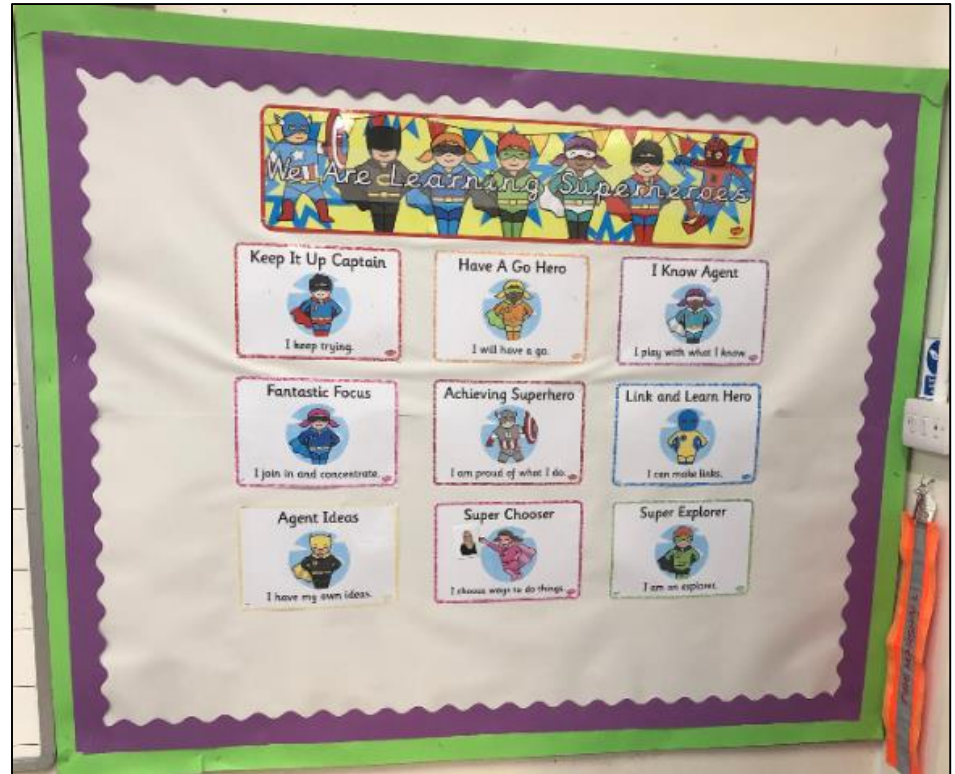 We Are Learning Superheroes
Keep It Up Captain
I keep trying.
Have A Go Hero
I will have a go.
I Know Agent
I play with what I know
Fantastic Focus
I join in and concentrate.
Achieving Superhero
I am proud of what I do.
Link and Learn Hero
I can make links.
Agent Ideas
I have my own ideas.
Super Chooser
I choose ways to do things.
Super Explorer
I am an explorer.